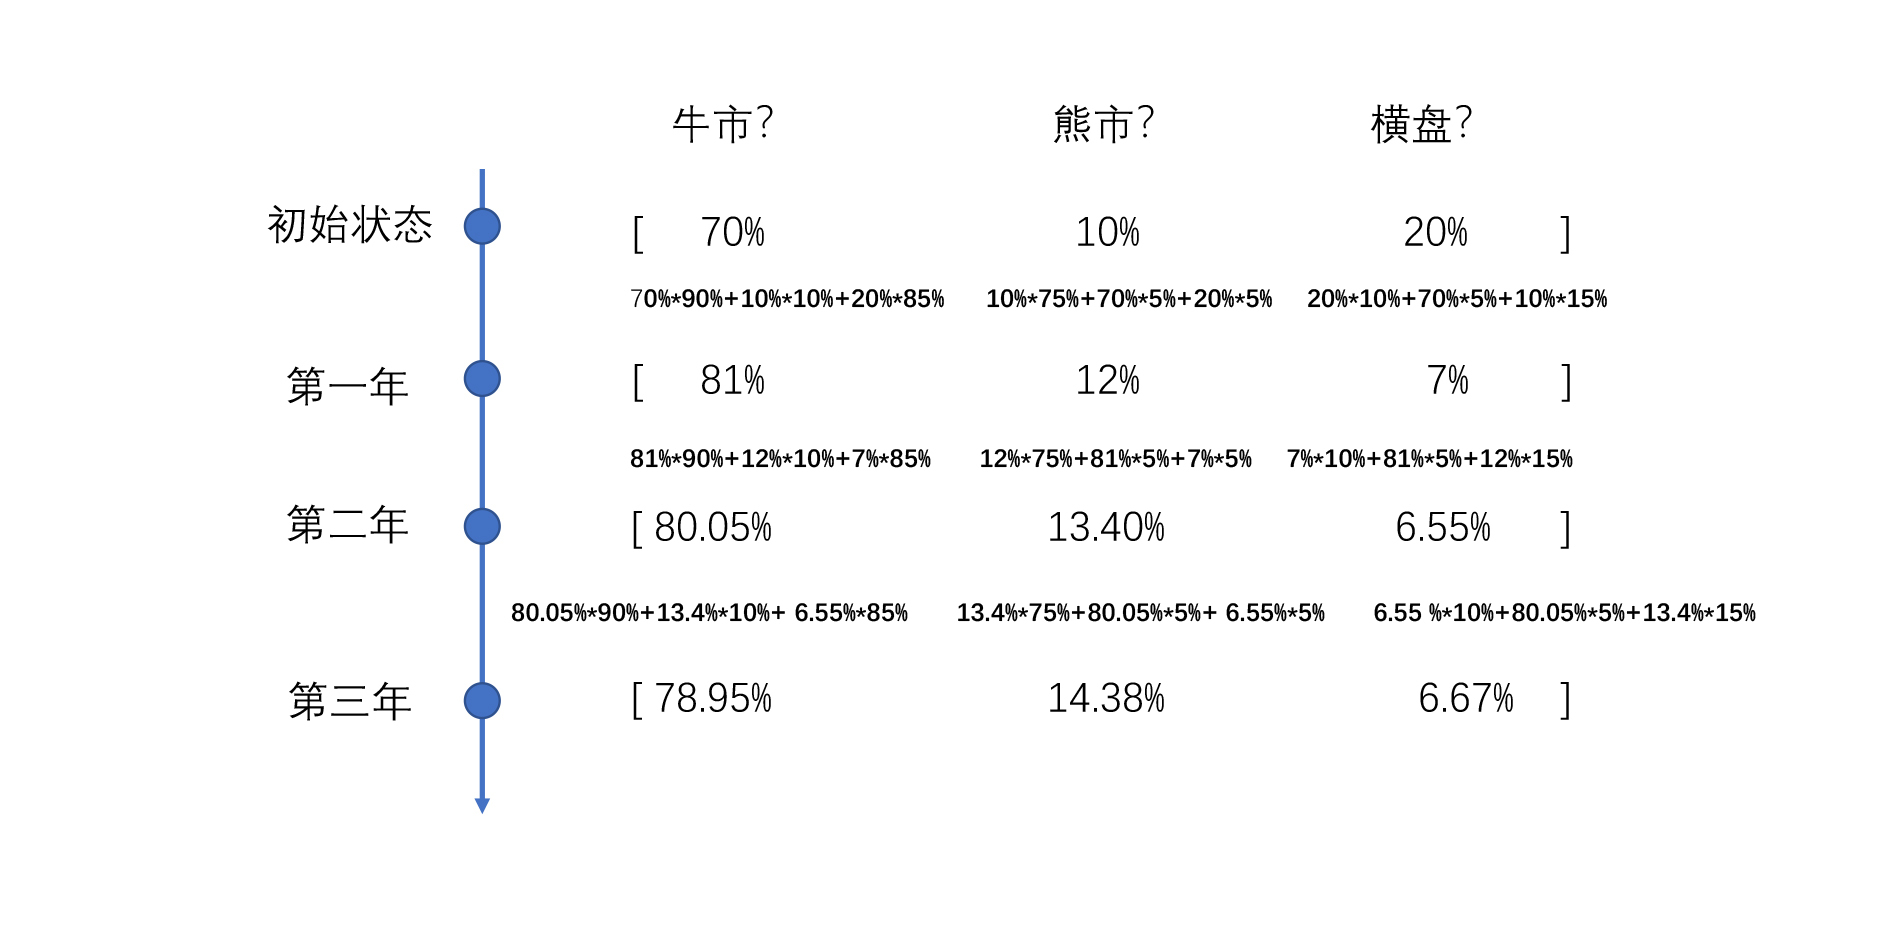 牛市？ 熊市？ 横盘？
初始状态 [ 70% 10% 20% ]
70%*90%+10%*10%+20%*85% 10%*75%+70%*5%+20%*5% 20%*10%+70%*5%+10%*15%
第一年 [ 81% 12% 7% ]
81%*90%+12%*10%+7%*85% 12%*75%+81%*5%+7%*5% 7%*10%+81%*5%+12%*15%
第二年 [ 80.05% 13.40% 6.55% ]
80.05%*90%+13.4%*10%+ 6.55%*85% 13.4%*75%+80.05%*5%+ 6.55%*5% 6.55 %*10%+80.05%*5%+13.4%*15%
第三年 [ 78.95% 14.38% 6.67% ]